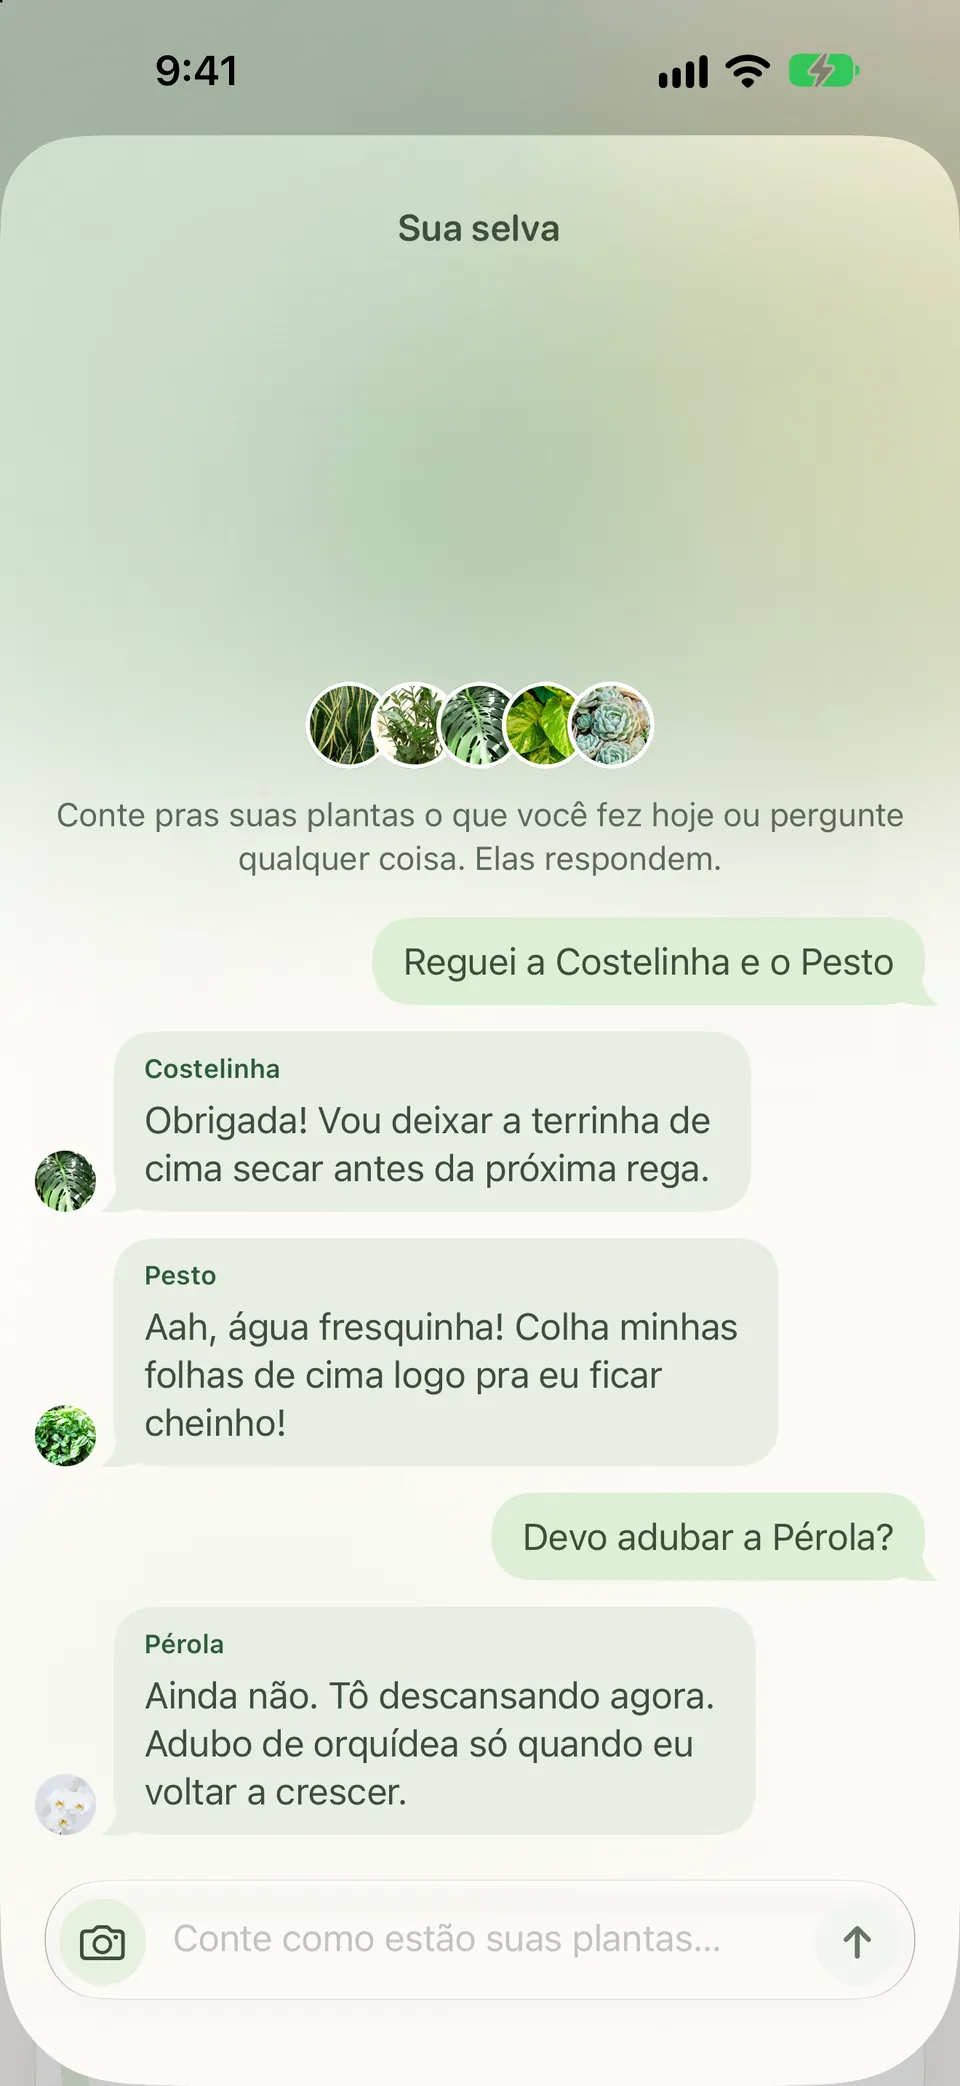 9:41
Sua selva
Conte pras suas plantas o que você fez hoje ou pergunte
qualquer coisa. Elas respondem.
Reguei a Costelinha e o Pesto
Costelinha
Obrigada! Vou deixar a terrinha de
cima secar antes da próxima rega.
Pesto
Aah, água fresquinha! Colha minhas
folhas de cima logo pra eu ficar
cheinho!
Devo adubar a Pérola?
Pérola
Ainda não. Tô descansando agora.
Adubo de orquídea só quando eu
voltar a crescer.
Conte como estão suas plantas...